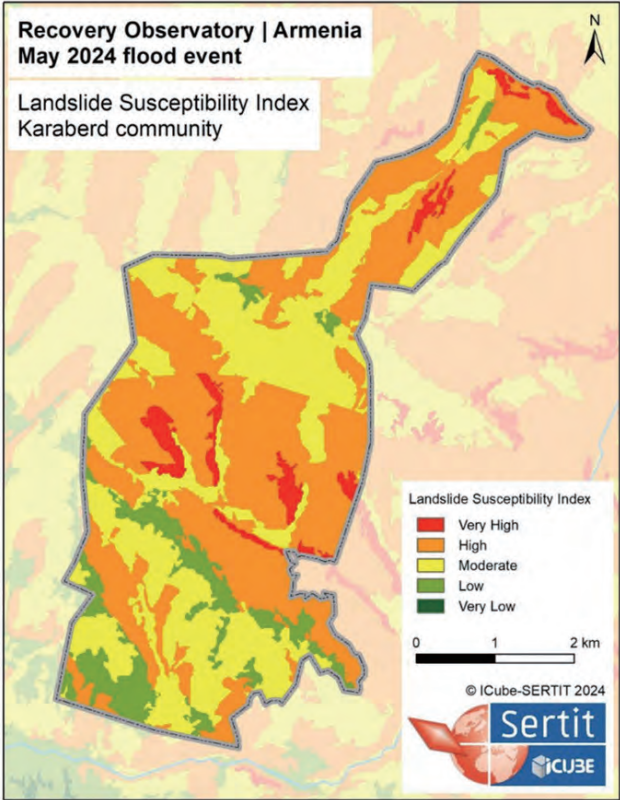 Recovery Observatory | Armenia
May 2024 flood event
N
Landslide Susceptibility Index
Karaberd community
Landslide Susceptibility Index
Very High
High
Moderate
Low
Very Low
0 1 2 km
© ICube-SERTIT 2024
Sertit
iCUBE